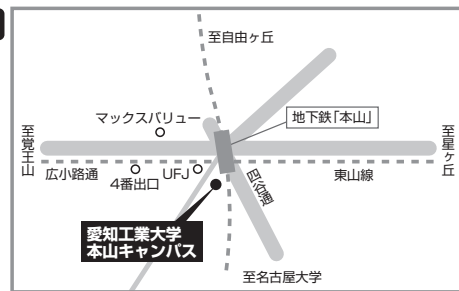 至自由ヶ丘
マックスバリュー
地下鉄「本山」
至覚王山
至星ヶ丘
広小路通
4番出口
UFJ
四谷通
東山線
愛知工業大学
本山キャンパス
至名古屋大学